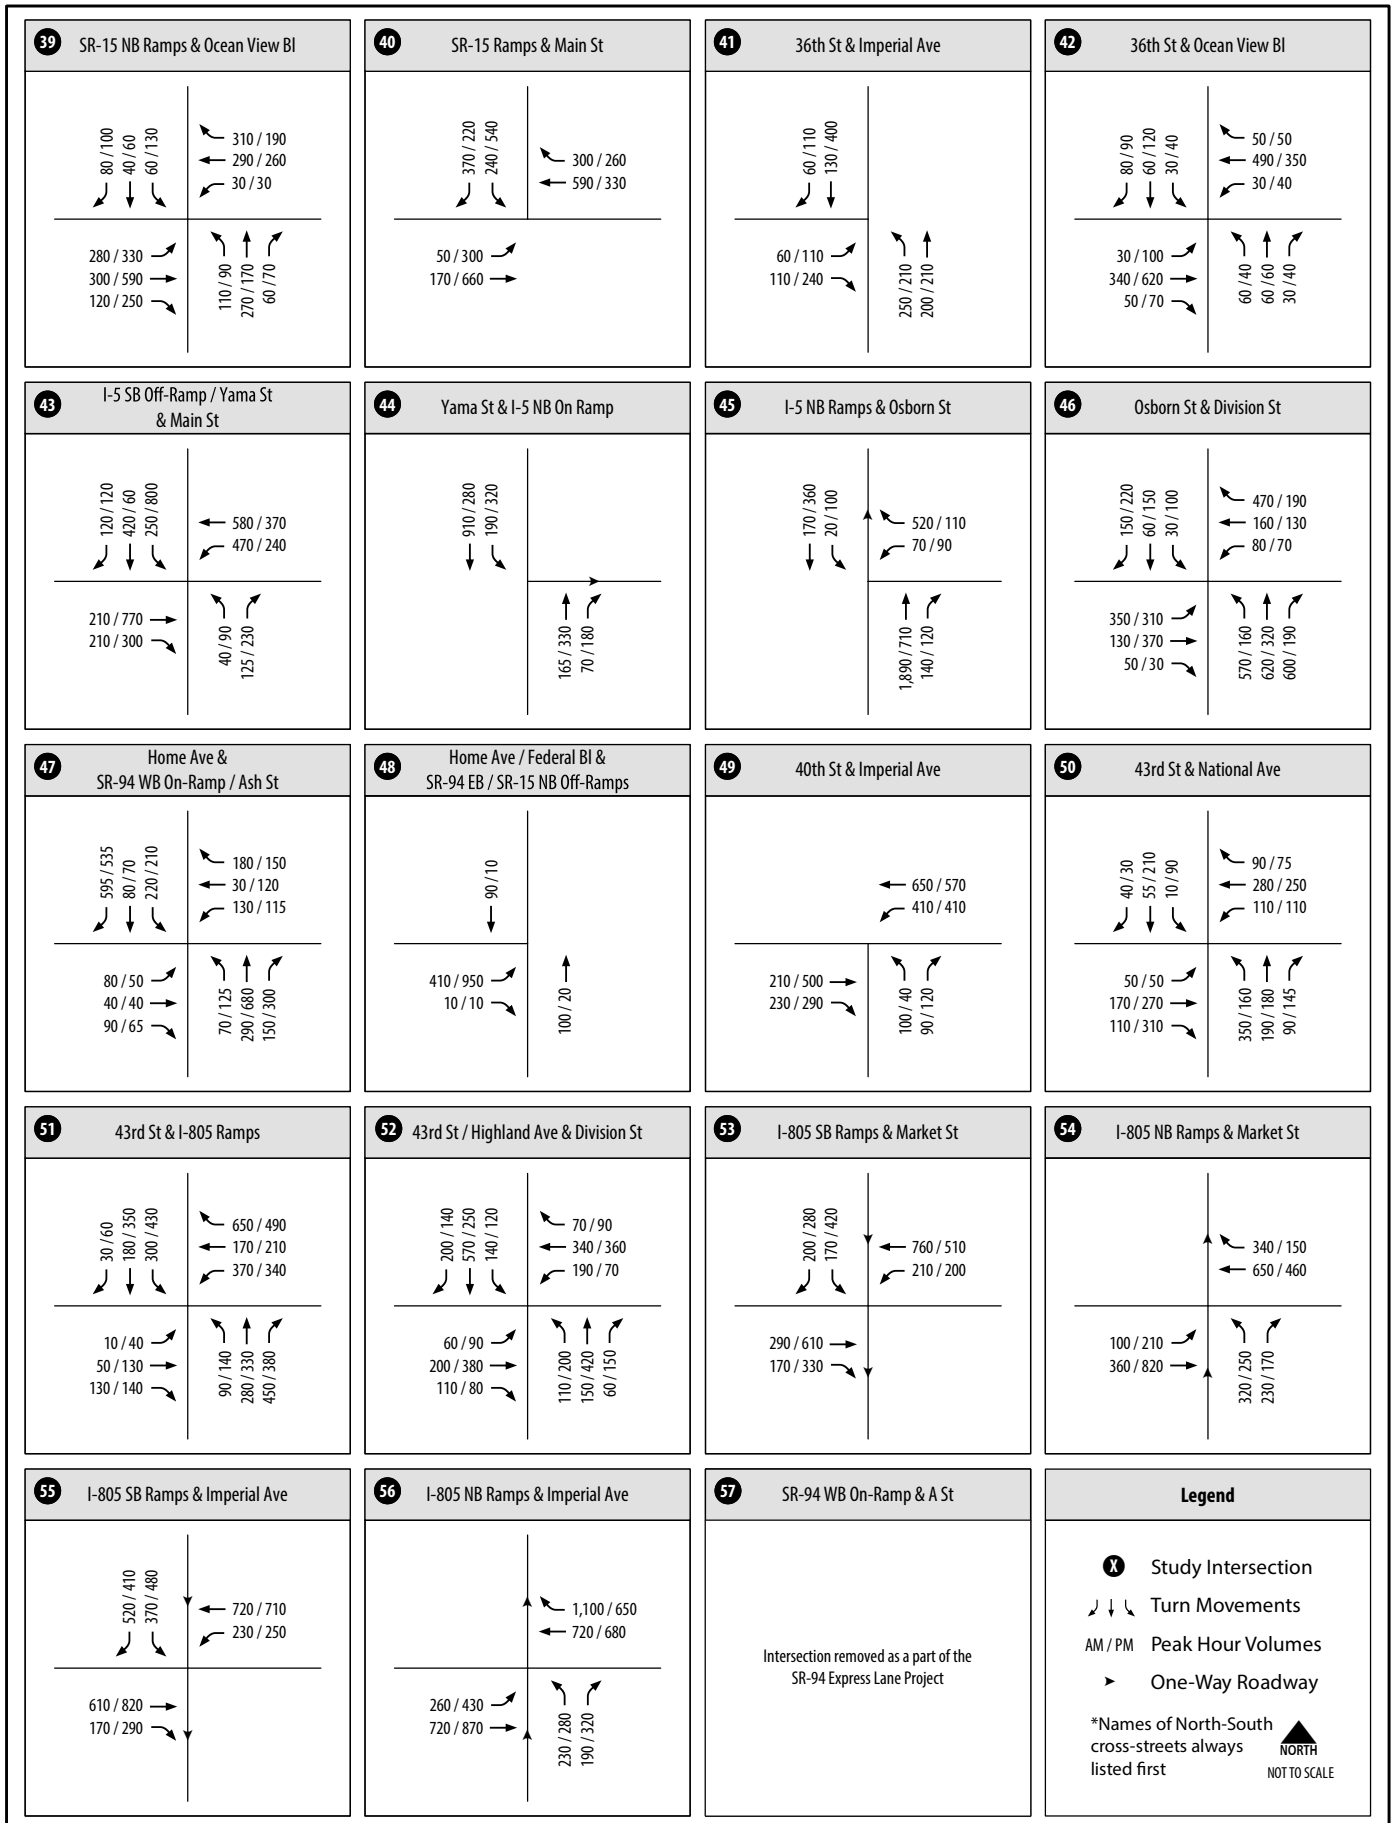 39 SR-15 NB Ramps & Ocean View Bl
80 / 100
40 / 60
60 / 130
310 / 190
290 / 260
30 / 30
280 / 330
300 / 590
120 / 250
110 / 90
270 / 170
60 / 70
40 SR-15 Ramps & Main St
370 / 220
240 / 540
300 / 260
590 / 330
50 / 300
170 / 660
41 36th St & Imperial Ave
60 / 110
130 / 400
60 / 110
110 / 240
250 / 210
200 / 210
42 36th St & Ocean View Bl
80 / 90
60 / 120
30 / 40
50 / 50
490 / 350
30 / 40
30 / 100
340 / 620
50 / 70
60 / 40
60 / 60
30 / 40
43 I-5 SB Off-Ramp / Yama St
& Main St
120 / 120
420 / 60
250 / 800
580 / 370
470 / 240
210 / 770
210 / 300
40 / 90
125 / 230
44 Yama St & I-5 NB On Ramp
910 / 280
190 / 320
165 / 330
70 / 180
45 I-5 NB Ramps & Osborn St
170 / 360
20 / 100
520 / 110
70 / 90
1,890 / 710
140 / 120
46 Osborn St & Division St
150 / 220
60 / 150
30 / 100
470 / 190
160 / 130
80 / 70
350 / 310
130 / 370
50 / 30
570 / 160
620 / 320
600 / 190
47 Home Ave &
SR-94 WB On-Ramp / Ash St
595 / 535
80 / 70
220 / 210
180 / 150
30 / 120
130 / 115
80 / 50
40 / 40
90 / 65
70 / 125
290 / 680
150 / 300
48 Home Ave / Federal Bl &
SR-94 EB / SR-15 NB Off-Ramps
90 / 10
410 / 950
10 / 10
100 / 20
49 40th St & Imperial Ave
650 / 570
410 / 410
210 / 500
230 / 290
100 / 40
90 / 120
50 43rd St & National Ave
40 / 30
55 / 210
10 / 90
90 / 75
280 / 250
110 / 110
50 / 50
170 / 270
110 / 310
350 / 160
190 / 180
90 / 145
51 43rd St & I-805 Ramps
30 / 60
180 / 350
300 / 430
650 / 490
170 / 210
370 / 340
10 / 40
50 / 130
130 / 140
90 / 140
280 / 330
450 / 380
52 43rd St / Highland Ave & Division St
200 / 140
570 / 250
140 / 120
70 / 90
340 / 360
190 / 70
60 / 90
200 / 380
110 / 80
110 / 200
150 / 420
60 / 150
53 I-805 SB Ramps & Market St
200 / 280
170 / 420
760 / 510
210 / 200
290 / 610
170 / 330
54 I-805 NB Ramps & Market St
340 / 150
650 / 460
100 / 210
360 / 820
320 / 250
230 / 170
55 I-805 SB Ramps & Imperial Ave
520 / 410
370 / 480
720 / 710
230 / 250
610 / 820
170 / 290
56 I-805 NB Ramps & Imperial Ave
1,100 / 650
720 / 680
260 / 430
720 / 870
230 / 280
190 / 320
57 SR-94 WB On-Ramp & A St
Intersection removed as a part of the
SR-94 Express Lane Project
Legend
X Study Intersection
Turn Movements
AM / PM Peak Hour Volumes
One-Way Roadway
*Names of North-South
cross-streets always
listed first
NORTH
NOT TO SCALE